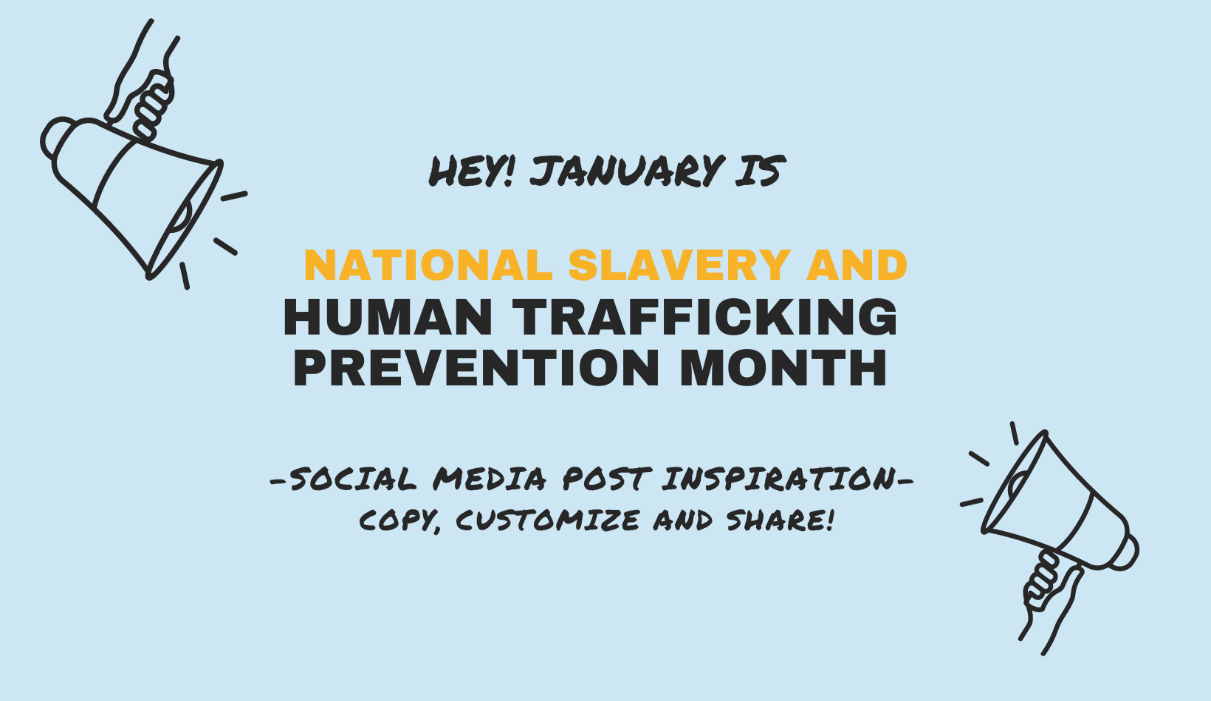 HEY! JANUARY IS
NATIONAL SLAVERY AND
HUMAN TRAFFICKING
PREVENTION MONTH
-SOCIAL MEDIA POST INSPIRATION-
COPY, CUSTOMIZE AND SHARE!